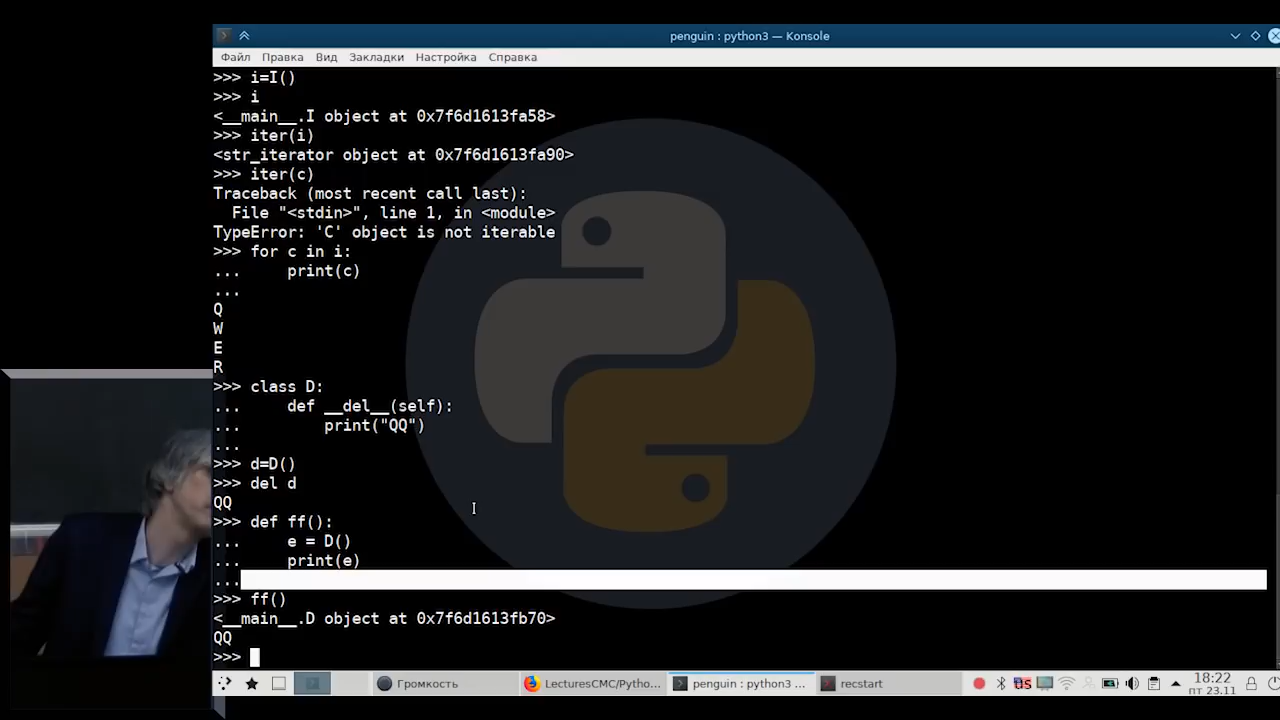 penguin : python3 — Konsole
Файл Правка Вид Закладки Настройка Справка
>>> i=I()
>>> i
<__main__.I object at 0x7f6d1613fa58>
>>> iter(i)
<str_iterator object at 0x7f6d1613fa90>
>>> iter(c)
Traceback (most recent call last):
  File "<stdin>", line 1, in <module>
TypeError: 'C' object is not iterable
>>> for c in i:
...     print(c)
...
Q
W
E
R
>>> class D:
...     def __del__(self):
...         print("QQ")
...
>>> d=D()
>>> del d
QQ
>>> def ff():
...     e = D()
...     print(e)
...
>>> ff()
<__main__.D object at 0x7f6d1613fb70>
QQ
>>>
Громкость LecturesCMC/Pytho... penguin : python3 ... recstart us 18:22
пт 23.11